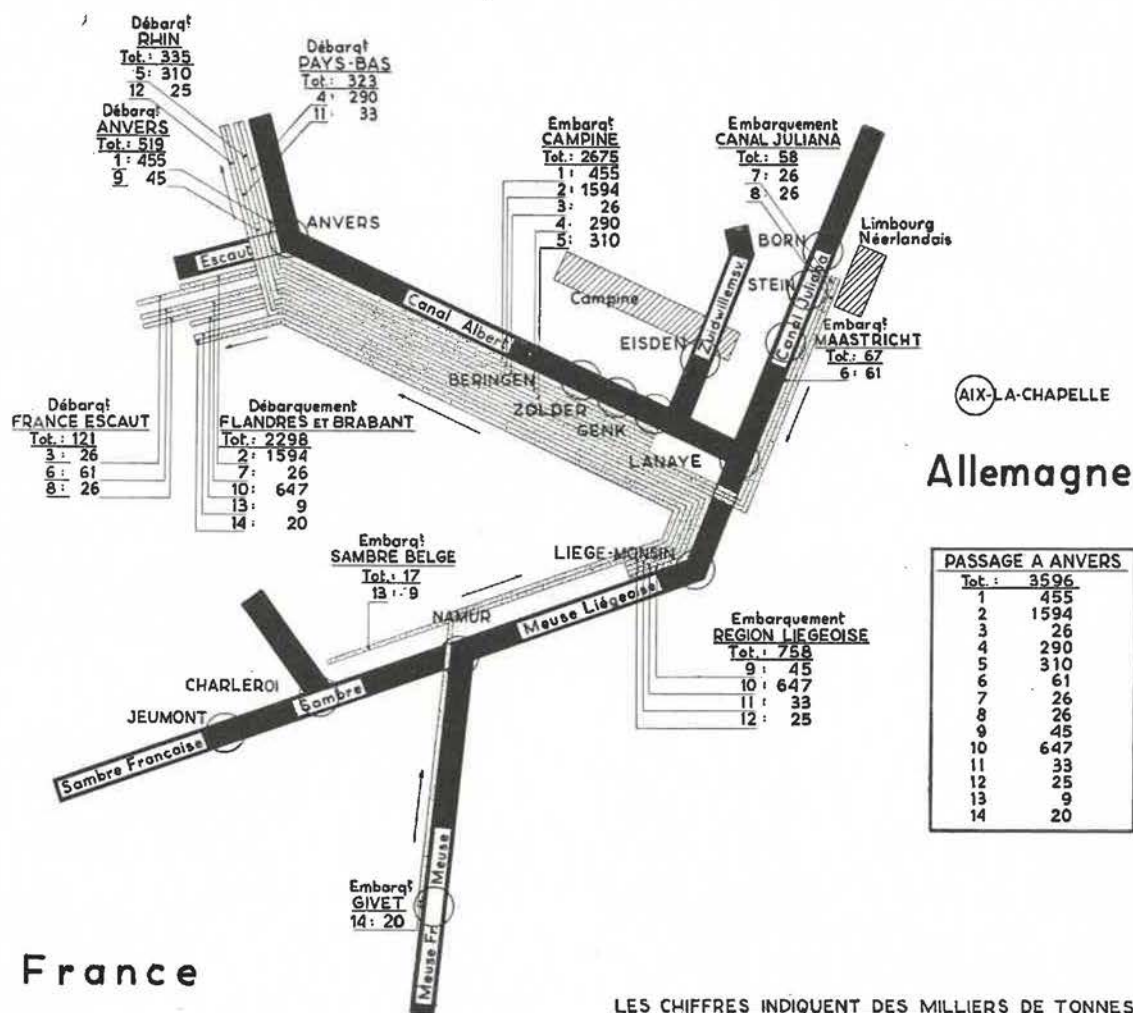 Débarqt
RHIN
Tot.: 335
5: 310
12 25
Débarqt
PAYS-BAS
Tot.: 323
4: 290
11: 33
Débarqt
ANVERS
Tot.: 519
1: 455
9 45
Embarqt
CAMPINE
Tot.: 2675
1: 455
2: 1594
3: 26
4. 290
5: 310
Embarquement
CANAL JULIANA
Tot.: 58
7: 26
8: 26
ANVERS
Escaut
Canal Albert
Campine
BORN
Limbourg
Néerlandais
STEIN
Canal Juliana
Zuidwillemsv.
EISDEN
Embarqt
MAASTRICHT
Tot.: 67
6: 61
BERINGEN
ZOLDER
GENK
LANAYE
AIX-LA-CHAPELLE
Allemagne
Débarqt
FRANCE ESCAUT
Tot.: 121
3: 26
6: 61
8: 26
Débarquement
FLANDRES ET BRABANT
Tot.: 2298
2: 1594
7: 26
10: 647
13: 9
14: 20
Embarqt
SAMBRE BELGE
Tot.: 17
13: 9
LIEGE-MONSIN
NAMUR
Meuse Liégeoise
Embarquement
REGION LIEGEOISE
Tot.: 758
9: 45
10: 647
11: 33
12: 25
CHARLEROI
Sambre
JEUMONT
Sambre Française
PASSAGE A ANVERS
Tot.: 3596
1 455
2 1594
3 26
4 290
5 310
6 61
7 26
8 26
9 45
10 647
11 33
12 25
13 9
14 20
Meuse
Embarqt
GIVET
14: 20
Meuse Fr
France
LES CHIFFRES INDIQUENT DES MILLIERS DE TONNES